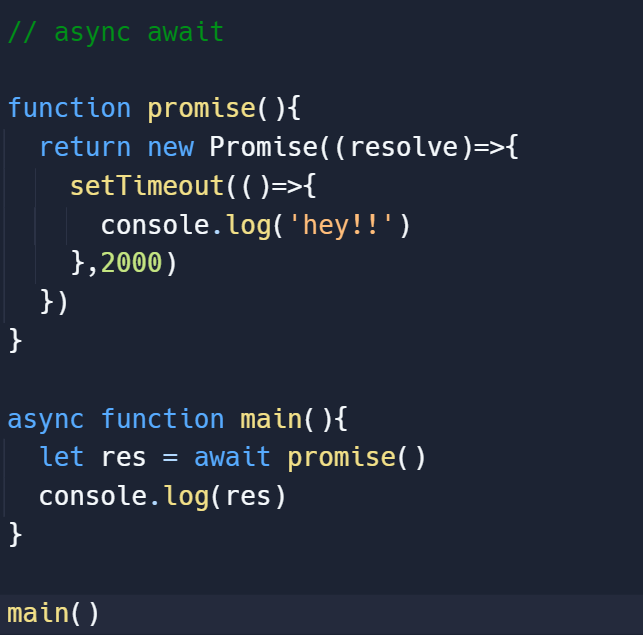 // async await
function promise(){
return new Promise((resolve)=>{
setTimeout(()=>{
console.log('hey!!')
},2000)
})
}
async function main(){
let res = await promise()
console.log(res)
}
main()